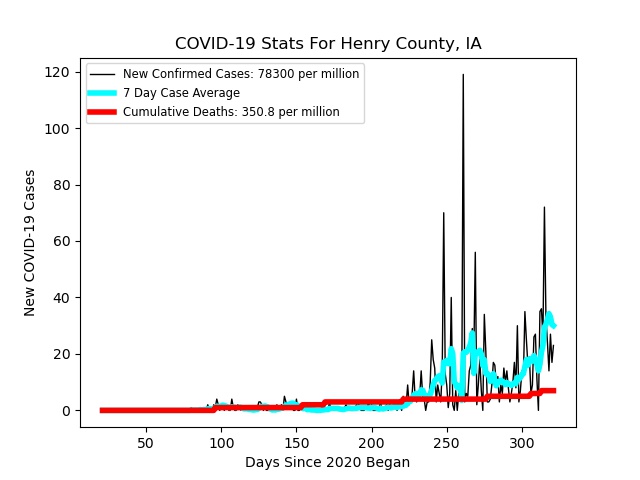 COVID-19 Stats For Henry County, IA
New Confirmed Cases: 78300 per million
7 Day Case Average
Cumulative Deaths: 350.8 per million
New COVID-19 Cases
120
100
80
60
40
20
0
50 100 150 200 250 300
Days Since 2020 Began